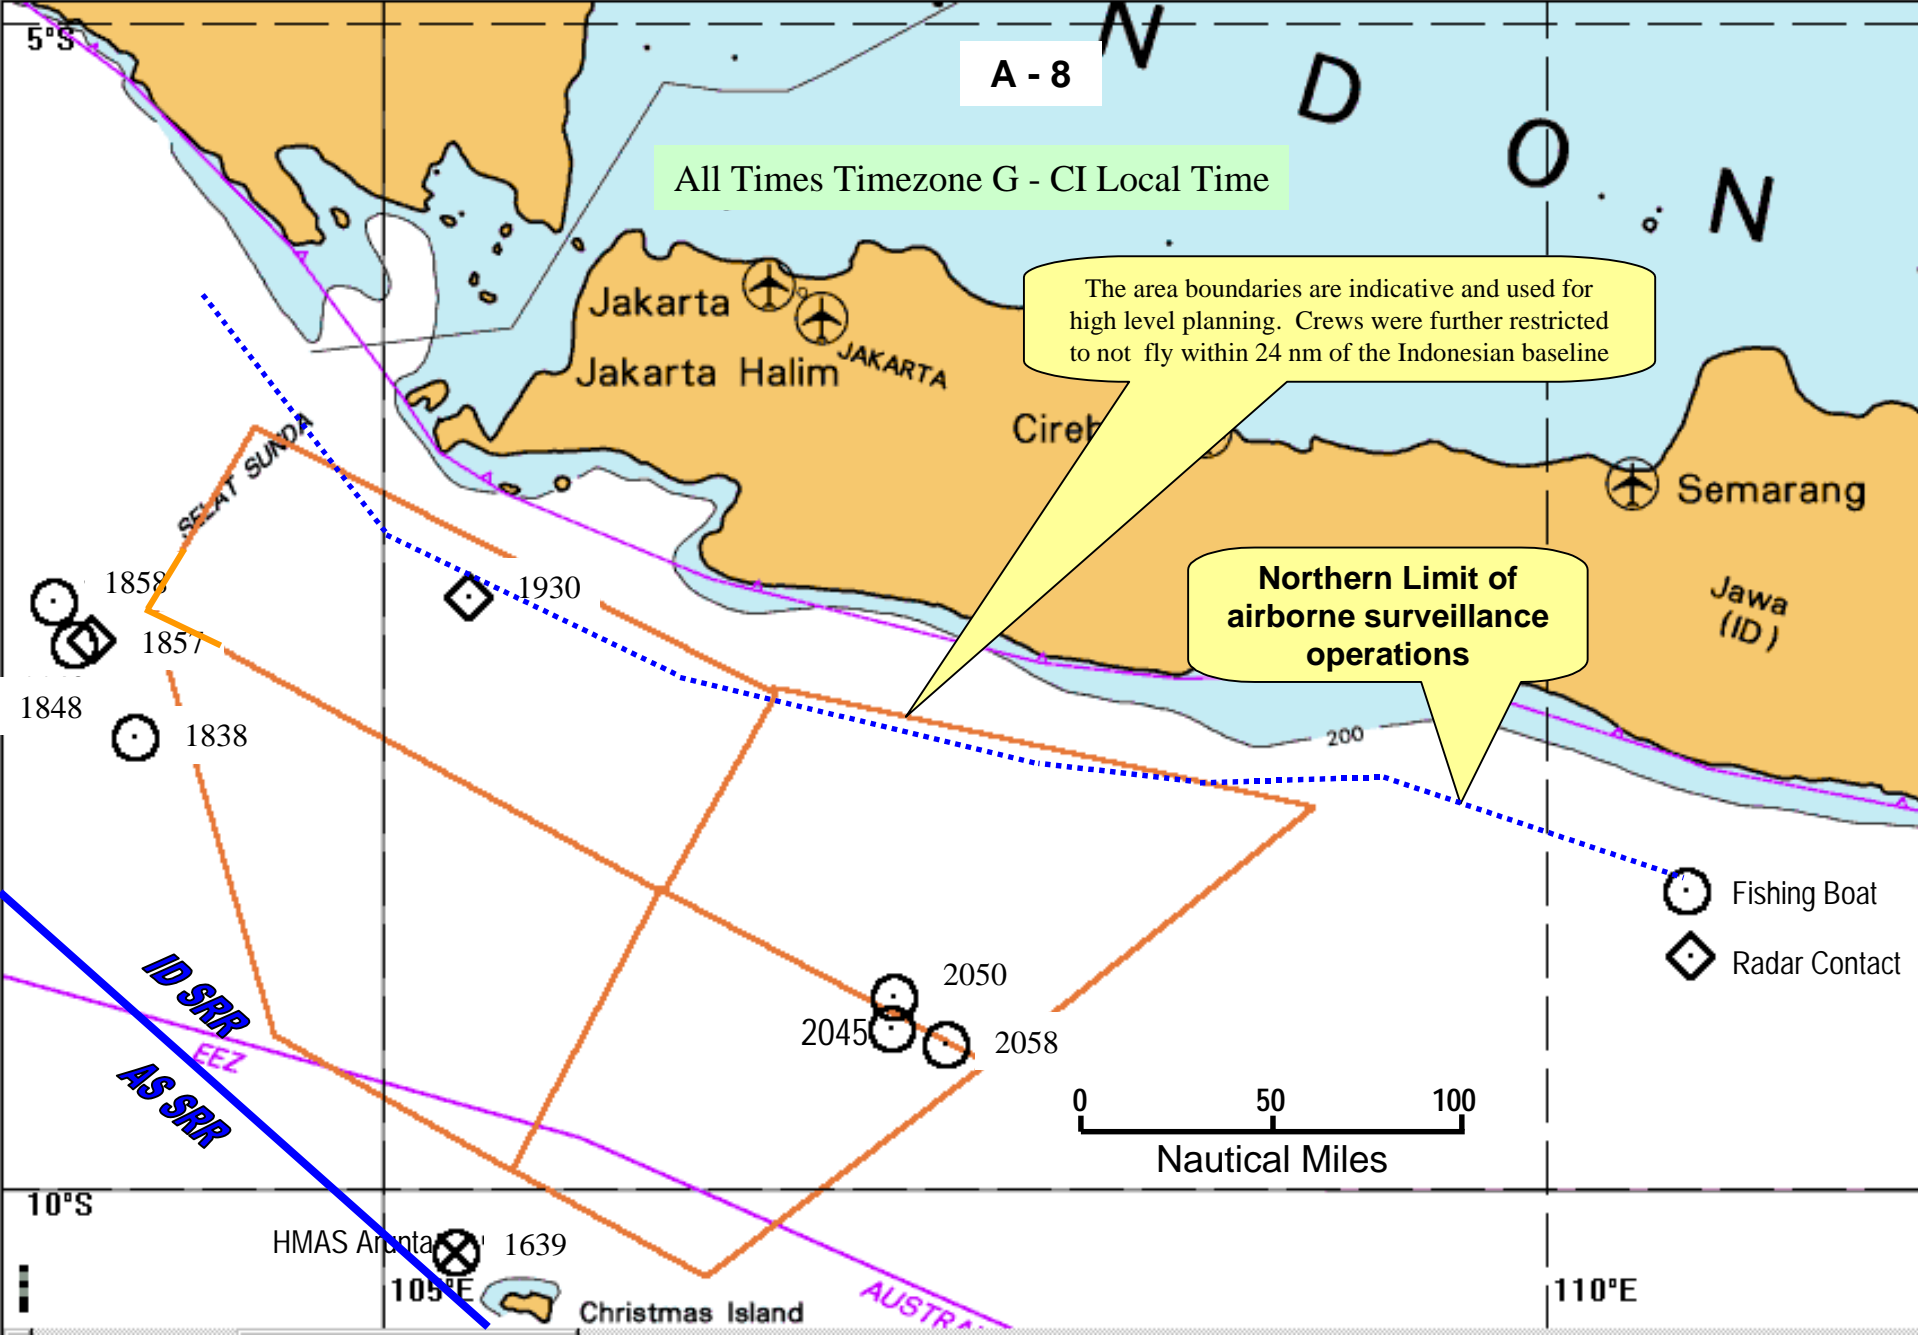 5°S
N
D
O
N
A - 8
All Times Timezone G - CI Local Time
The area boundaries are indicative and used for
high level planning. Crews were further restricted
to not fly within 24 nm of the Indonesian baseline
Jakarta
JAKARTA
Jakarta Halim
Cireb
SELAT SUNDA
Semarang
Jawa
(ID)
Northern Limit of
airborne surveillance
operations
1858
1930
1857
1848
1838
200
Fishing Boat
Radar Contact
ID SRR
EEZ
AS SRR
2050
2045
2058
0 50 100
Nautical Miles
10°S
HMAS Arunta
1639
105°E
110°E
Christmas Island
AUSTRA